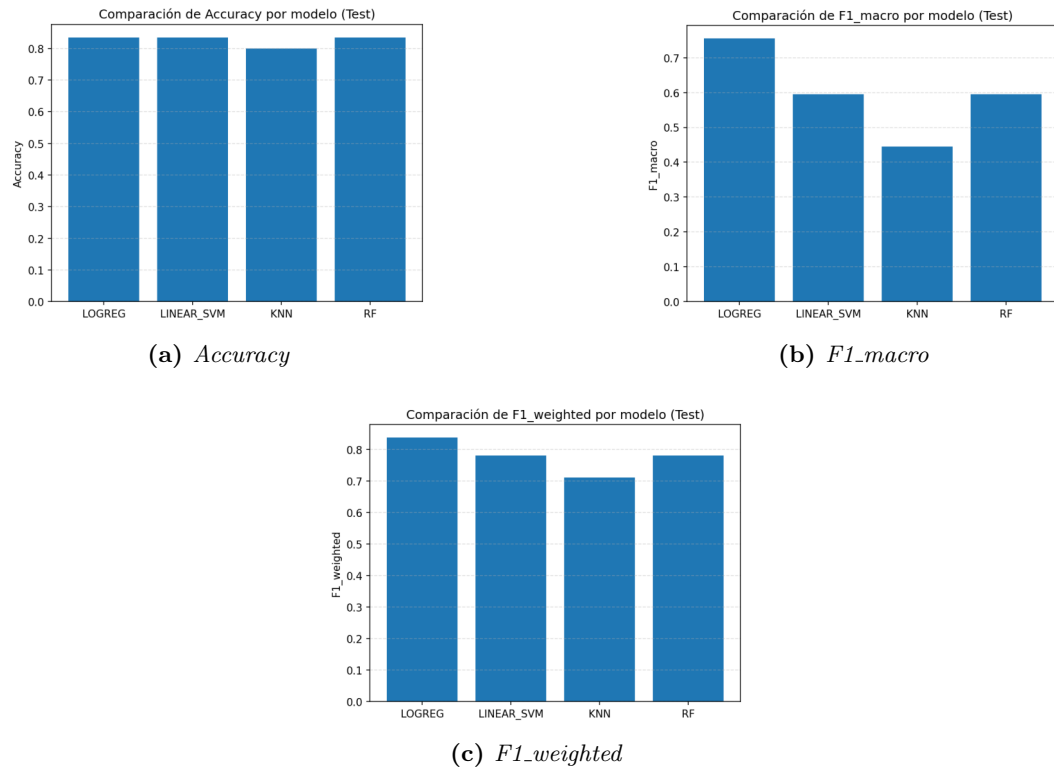 Comparación de Accuracy por modelo (Test)
0.8
0.7
0.6
0.5
0.4
0.3
0.2
0.1
0.0
Accuracy
LOGREG LINEAR_SVM KNN RF
(a) Accuracy
Comparación de F1_macro por modelo (Test)
0.7
0.6
0.5
0.4
0.3
0.2
0.1
0.0
F1_macro
LOGREG LINEAR_SVM KNN RF
(b) F1_macro
Comparación de F1_weighted por modelo (Test)
0.8
0.7
0.6
0.5
0.4
0.3
0.2
0.1
0.0
F1_weighted
LOGREG LINEAR_SVM KNN RF
(c) F1_weighted